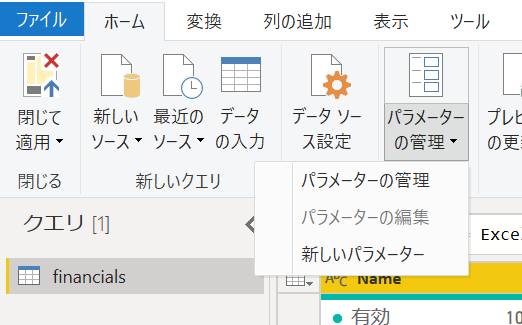 ファイル ホーム 変換 列の追加 表示 ツール
閉じて
適用
新しい
ソース
最近の
ソース
データ
の入力
データ ソー
ス設定
パラメーター
の管理
プレビ
の更新
閉じる
新しいクエリ
パラメーターの管理
パラメーターの編集
新しいパラメーター
クエリ [1]
financials
= Exce
ABC Name
有効 10